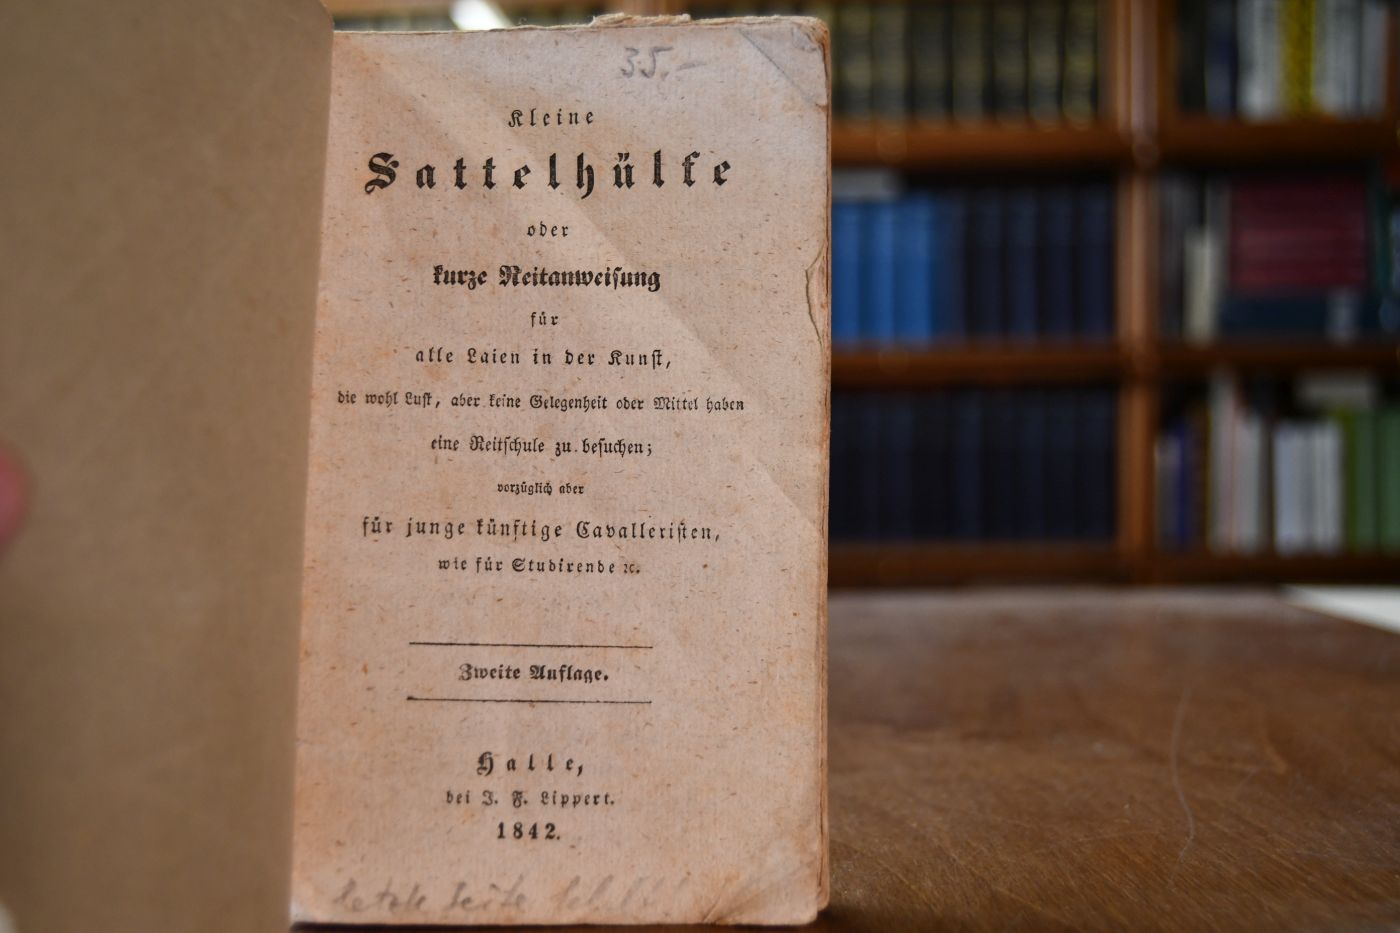 35.-
Kleine
Sattelhülfe
oder
kurze Reitanweisung
für
alle Laien in der Kunst,
die wohl Lust, aber keine Gelegenheit oder Mittel haben
eine Reitschule zu besuchen;
vorzüglich aber
für junge künftige Cavalleristen,
wie für Studirende ꝛc.
Zweite Auflage.
Halle,
bei J. F. Lippert.
1842.
letzte Seite